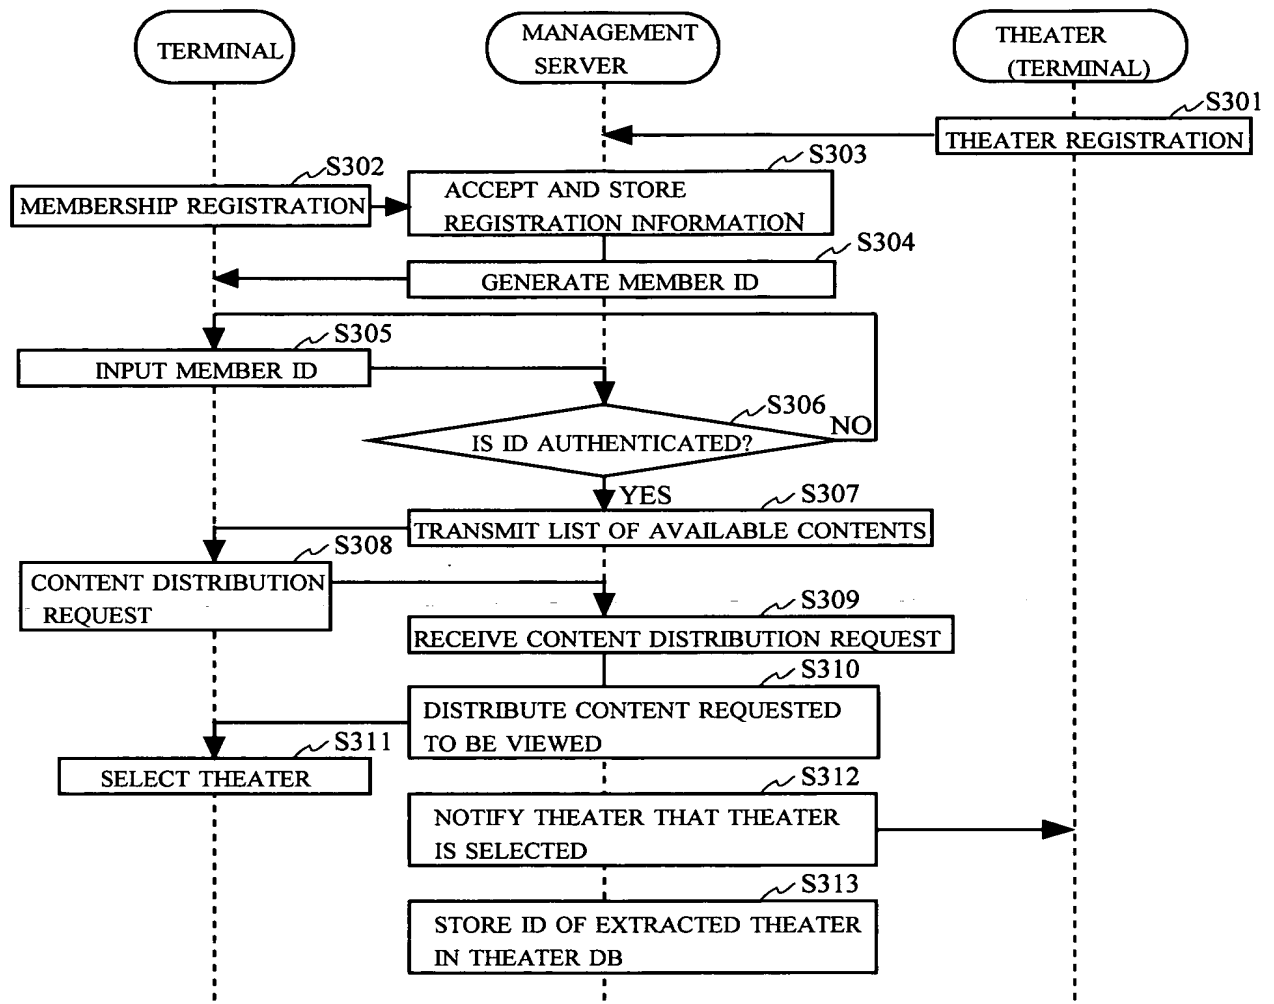 TERMINAL
MANAGEMENT
SERVER
THEATER
(TERMINAL)
S301
THEATER REGISTRATION
S302
MEMBERSHIP REGISTRATION
S303
ACCEPT AND STORE
REGISTRATION INFORMATION
S304
GENERATE MEMBER ID
S305
INPUT MEMBER ID
S306
IS ID AUTHENTICATED?
NO
YES
S307
TRANSMIT LIST OF AVAILABLE CONTENTS
S308
CONTENT DISTRIBUTION
REQUEST
S309
RECEIVE CONTENT DISTRIBUTION REQUEST
S310
DISTRIBUTE CONTENT REQUESTED
TO BE VIEWED
S311
SELECT THEATER
S312
NOTIFY THEATER THAT THEATER
IS SELECTED
S313
STORE ID OF EXTRACTED THEATER
IN THEATER DB